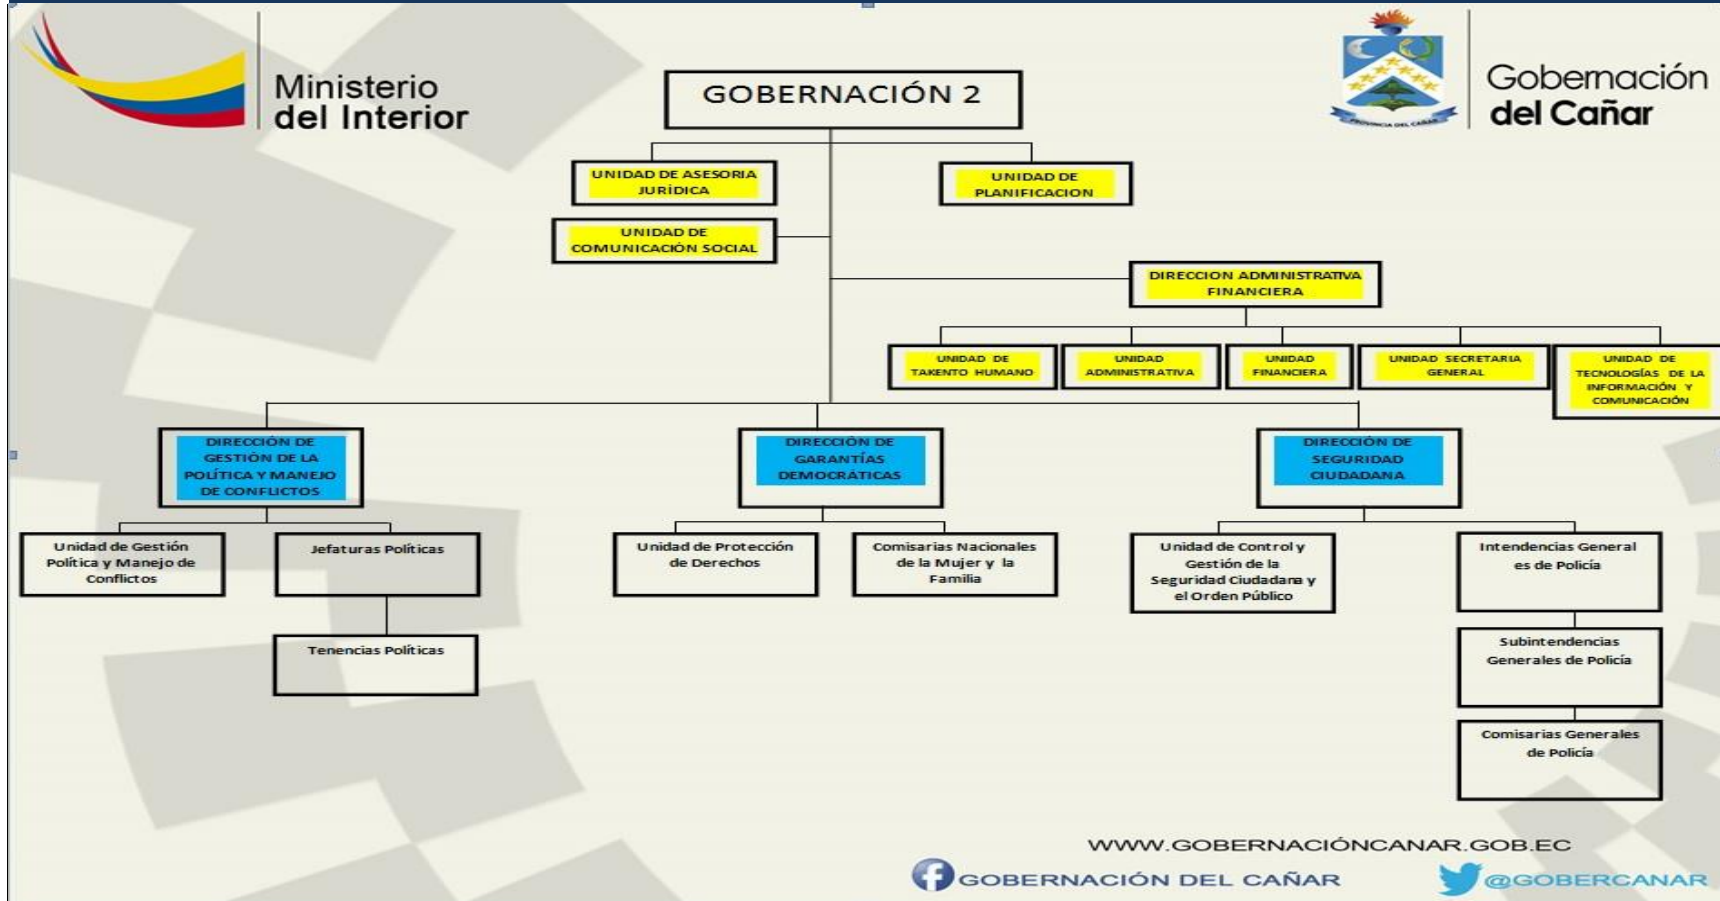 Ministerio
del Interior
GOBERNACIÓN 2
PROVINCIA DEL CAÑAR
Gobernación
del Cañar
UNIDAD DE ASESORIA
JURÍDICA
UNIDAD DE
PLANIFICACION
UNIDAD DE
COMUNICACIÓN SOCIAL
DIRECCION ADMINISTRATIVA
FINANCIERA
UNIDAD DE
TAKENTO HUMANO
UNIDAD
ADMINISTRATIVA
UNIDAD
FINANCIERA
UNIDAD SECRETARIA
GENERAL
UNIDAD DE
TECNOLOGÍAS DE LA
INFORMACIÓN Y
COMUNICACIÓN
DIRECCIÓN DE
GESTIÓN DE LA
POLÍTICA Y MANEJO
DE CONFLICTOS
DIRECCIÓN DE
GARANTÍAS
DEMOCRÁTICAS
DIRECCIÓN DE
SEGURIDAD
CIUDADANA
Unidad de Gestión
Política y Manejo de
Conflictos
Jefaturas Políticas
Unidad de Protección
de Derechos
Comisarias Nacionales
de la Mujer y la
Familia
Unidad de Control y
Gestión de la
Seguridad Ciudadana y
el Orden Público
Intendencias General
es de Policía
Tenencias Políticas
Subintendencias
Generales de Policía
Comisarias Generales
de Policía
WWW.GOBERNACIÓNCANAR.GOB.EC
GOBERNACIÓN DEL CAÑAR
@GOBERCANAR